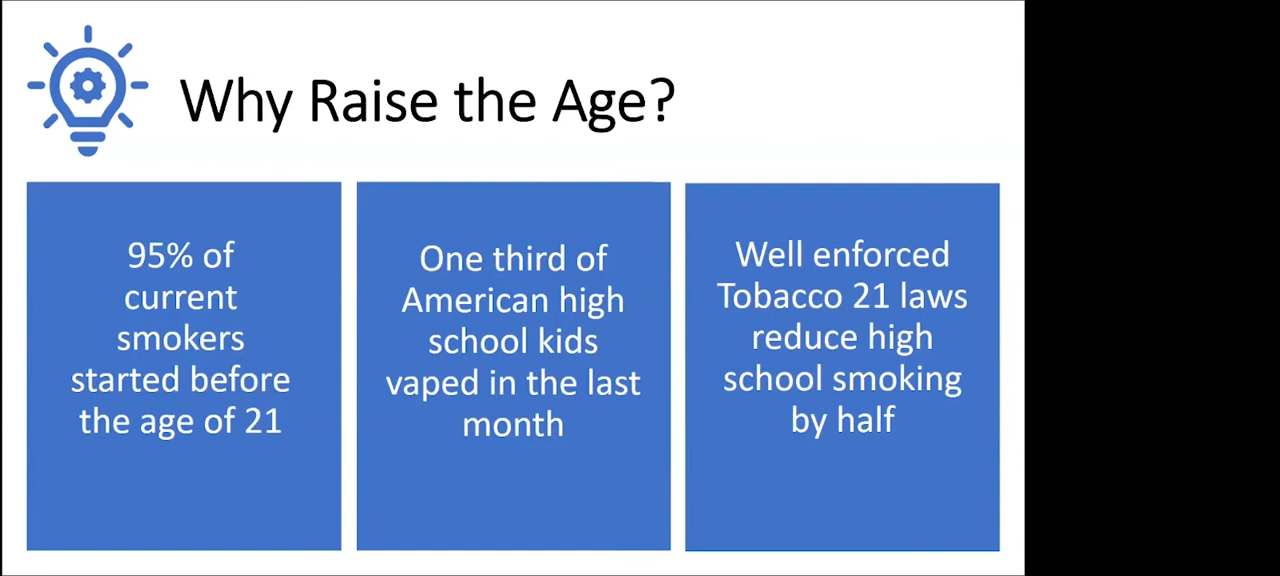 Why Raise the Age?
95% of
current
smokers
started before
the age of 21
One third of
American high
school kids
vaped in the last
month
Well enforced
Tobacco 21 laws
reduce high
school smoking
by half